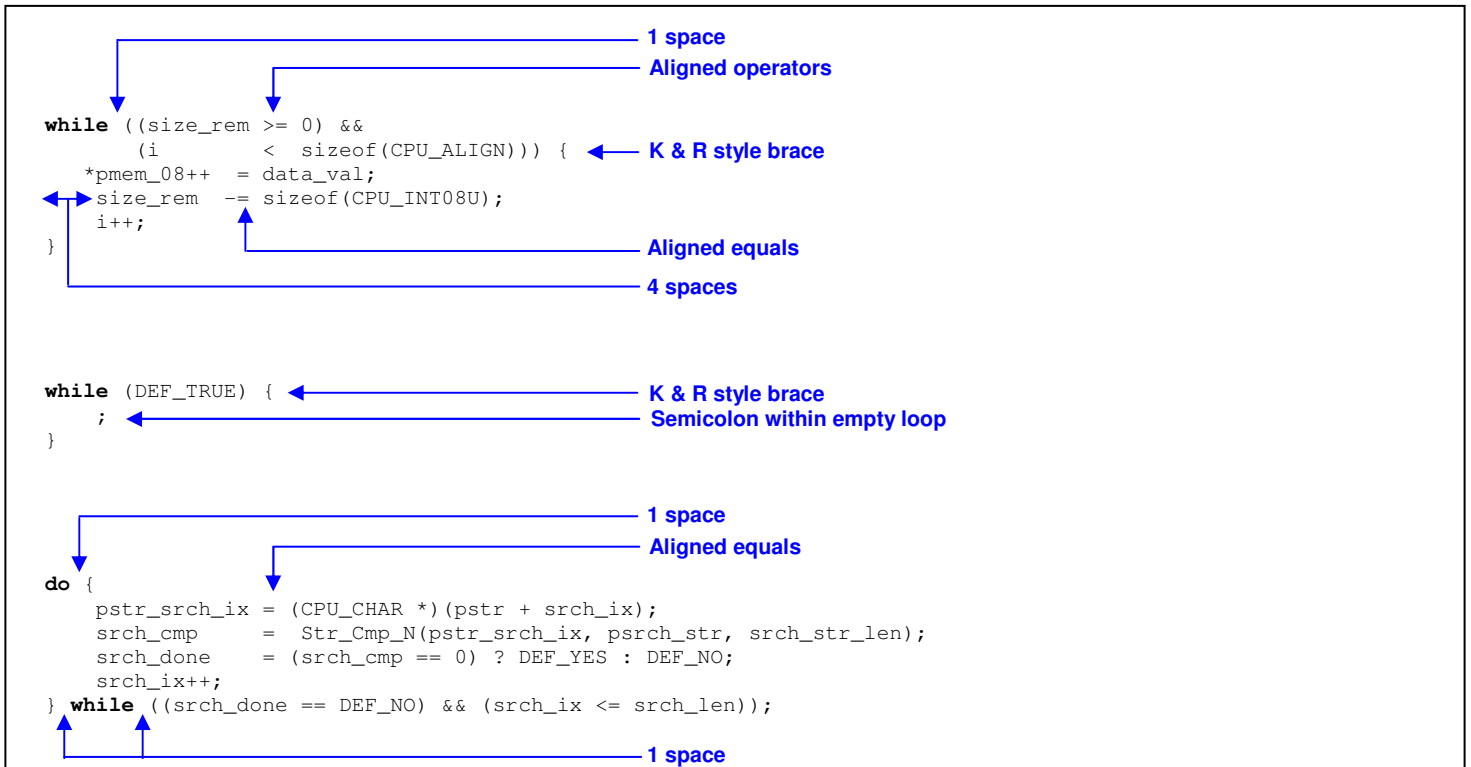 1 space
Aligned operators
while ((size_rem >= 0) &&
(i < sizeof(CPU_ALIGN))) { K & R style brace
*pmem_08++ = data_val;
size_rem -= sizeof(CPU_INT08U);
i++;
} Aligned equals
4 spaces
while (DEF_TRUE) { K & R style brace
; Semicolon within empty loop
}
1 space
Aligned equals
do {
pstr_srch_ix = (CPU_CHAR *)(pstr + srch_ix);
srch_cmp = Str_Cmp_N(pstr_srch_ix, psrch_str, srch_str_len);
srch_done = (srch_cmp == 0) ? DEF_YES : DEF_NO;
srch_ix++;
} while ((srch_done == DEF_NO) && (srch_ix <= srch_len));
1 space